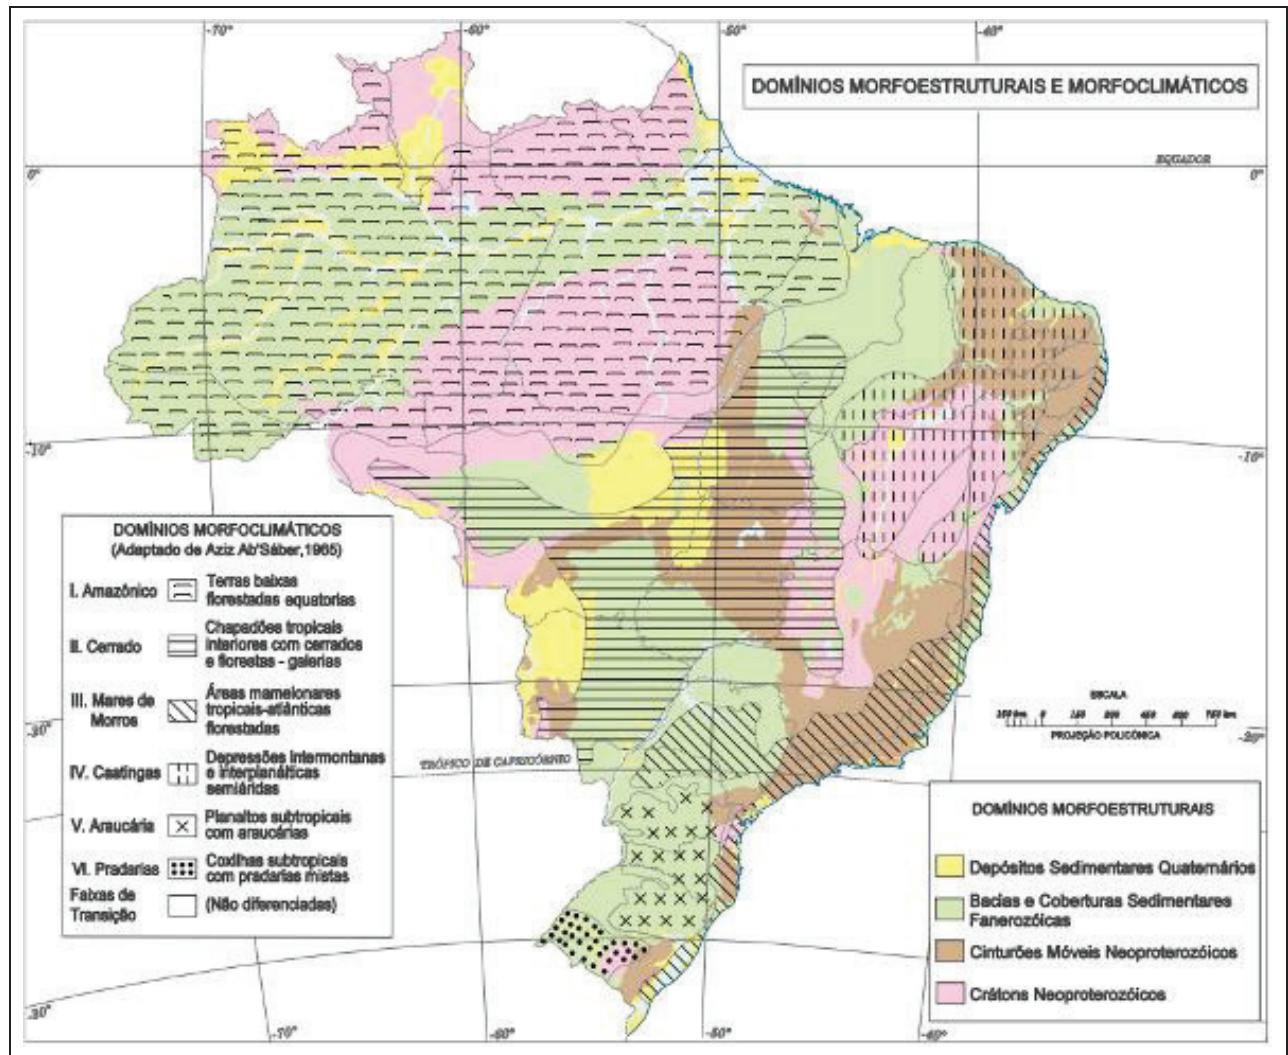 -70°
-60°
-50°
-40°
DOMÍNIOS MORFOESTRUTURAIS E MORFOCLIMÁTICOS
EQUADOR
0°
0°
-10°
-10°
DOMÍNIOS MORFOCLIMÁTICOS
(Adaptado de Aziz Ab'Sáber,1965)
I. Amazônico
Terras baixas
florestadas equatorias
II. Cerrado
Chapadões tropicais
interiores com cerrados
e florestas - galerias
III. Mares de
Morros
Áreas mamelonares
tropicais-atlânticas
florestadas
IV. Caatingas
Depressões intermontanas
e interplanálticas
semiáridas
V. Araucária
Planaltos subtropicais
com araucárias
VI. Pradarias
Coxilhas subtropicais
com pradarias mistas
Faixas de
Transição
(Não diferenciadas)
TRÓPICO DE CAPRICÓRNIO
ESCALA
0
PROJEÇÃO POLICÔNICA
-20°
DOMÍNIOS MORFOESTRUTURAIS
Depósitos Sedimentares Quaternários
Bacias e Coberturas Sedimentares
Fanerozóicas
Cinturões Móveis Neoproterozóicos
Crátons Neoproterozóicos
-30°
-70°
-60°
-50°
-40°